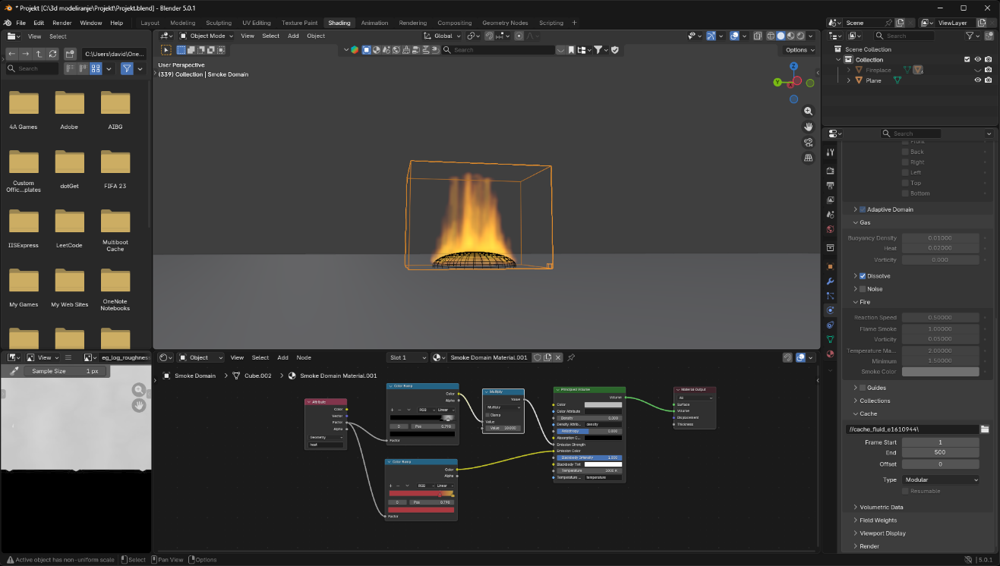 * Projekt [C:\3d modeliranje\Projekt\Projekt.blend] - Blender 5.0.1
File Edit Render Window Help Layout Modeling Sculpting UV Editing Texture Paint Shading Animation Rendering Compositing Geometry Nodes Scripting + Scene ViewLayer
View Select
Object Mode View Select Add Object Global
Search
C:\Users\david\One...
Search
Search
Options
4A Games Adobe AIBG
Custom Offic...plates dotGet FIFA 23
IISExpress LeetCode Multiboot Cache
My Games My Web Sites OneNote Notebooks
User Perspective
(339) Collection | Smoke Domain
Z
Y
Scene Collection
Collection
Fireplace
Plane
Search
Front
Back
Right
Left
Top
Bottom
Adaptive Domain
Gas
Buoyancy Density 0.01000
Heat 0.02000
Vorticity 0.000
Dissolve
Noise
Fire
Reaction Speed 0.50000
Flame Smoke 1.00000
Vorticity 0.05000
Temperature Ma... 2.00000
Minimum 1.50000
Smoke Color
Guides
Collections
Cache
//cache_fluid_e1610944\
Frame Start 1
End 500
Offset 0
Type Modular
Resumable
Volumetric Data
Field Weights
Viewport Display
Render
View eg_log_roughness
Sample Size 1 px
Object View Select Add Node Slot 1 Smoke Domain Material.001
Smoke Domain > Cube.002 > Smoke Domain Material.001
Attribute
Color
Vector
Factor
Alpha
Geometry
heat
Color Ramp
Color
Alpha
RGB Linear
0 Pos 0.798
Factor
Color Ramp
Color
Alpha
RGB Linear
0 Pos 0.798
Factor
Multiply
Value
Multiply
Clamp
Value
Value 10.000
Principled Volume
Volume
Color
Color Attribute
Density 0.000
Density Attrib... density
Anisotropy 0.000
Absorption C...
Emission Strength
Emission Color
Blackbody Intensity 1.000
Blackbody Tint
Temperature 1000 K
Temperature ... temperature
Material Output
All
Surface
Volume
Displacement
Thickness
Active object has non-uniform scale Select Pan View Options 5.0.1